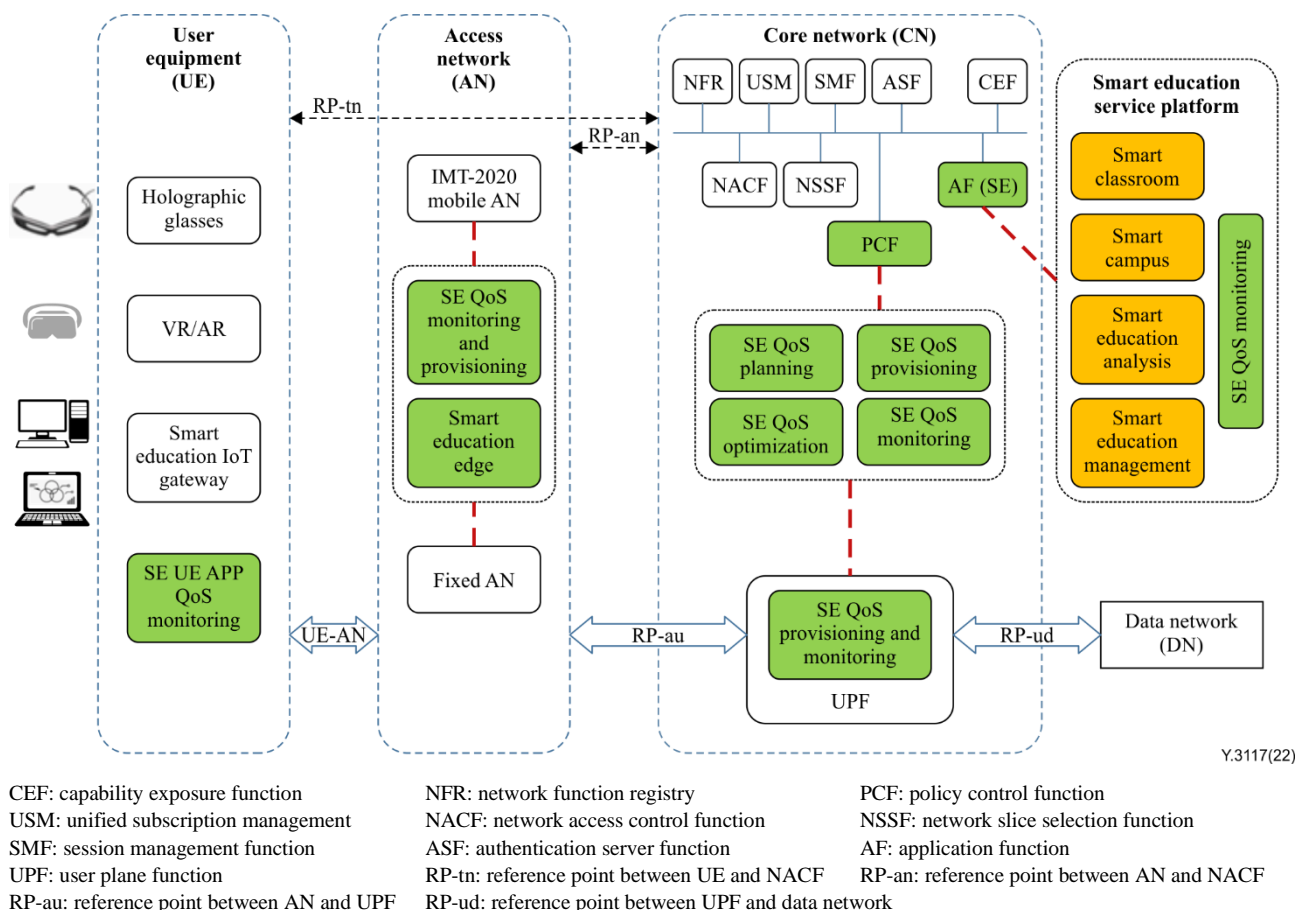 User
equipment
(UE)
Access
network
(AN)
Core network (CN)
Smart education
service platform
RP-tn
RP-an
NFR
USM
SMF
ASF
CEF
NACF
NSSF
AF (SE)
PCF
Holographic
glasses
VR/AR
Smart
education IoT
gateway
SE UE APP
QoS
monitoring
IMT-2020
mobile AN
SE QoS
monitoring
and
provisioning
Smart
education
edge
Fixed AN
SE QoS
planning
SE QoS
provisioning
SE QoS
optimization
SE QoS
monitoring
SE QoS
provisioning and
monitoring
UPF
Smart
classroom
Smart
campus
Smart
education
analysis
Smart
education
management
SE QoS monitoring
UE-AN
RP-au
RP-ud
Data network
(DN)
Y.3117(22)
CEF: capability exposure function
NFR: network function registry
PCF: policy control function
USM: unified subscription management
NACF: network access control function
NSSF: network slice selection function
SMF: session management function
ASF: authentication server function
AF: application function
UPF: user plane function
RP-tn: reference point between UE and NACF
RP-an: reference point between AN and NACF
RP-au: reference point between AN and UPF
RP-ud: reference point between UPF and data network